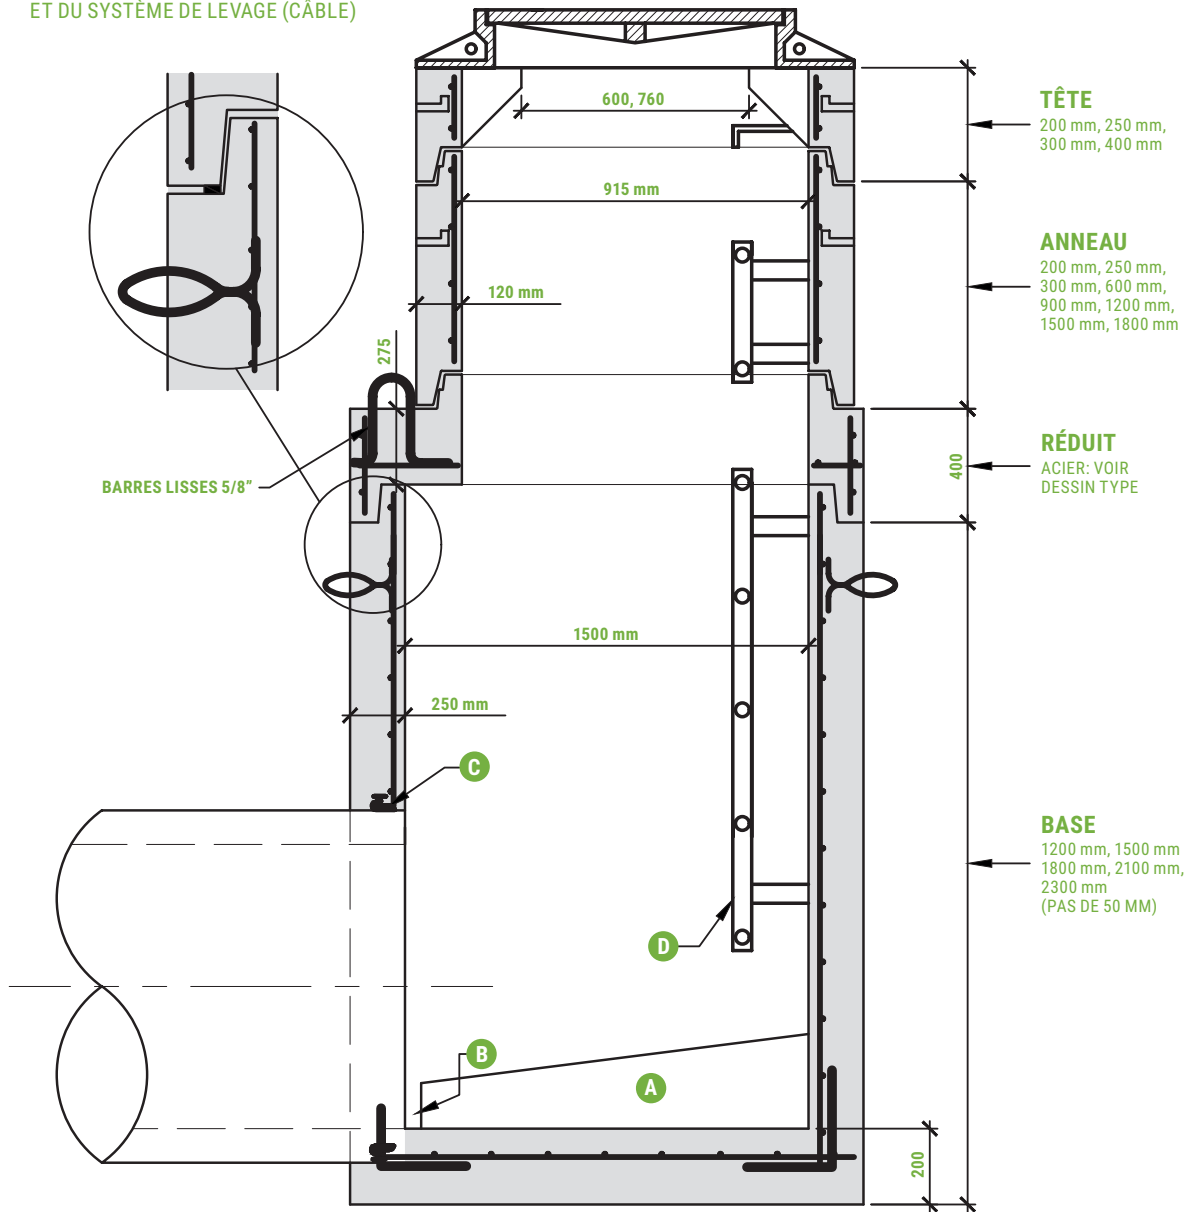 ET DU SYSTÈME DE LEVAGE (CÂBLE)
600, 760
TÊTE
200 mm, 250 mm,
300 mm, 400 mm
915 mm
ANNEAU
200 mm, 250 mm,
300 mm, 600 mm,
900 mm, 1200 mm,
1500 mm, 1800 mm
120 mm
275
RÉDUIT
ACIER: VOIR
DESSIN TYPE
400
BARRES LISSES 5/8”
1500 mm
250 mm
C
BASE
1200 mm, 1500 mm
1800 mm, 2100 mm,
2300 mm
(PAS DE 50 MM)
D
B
A
200